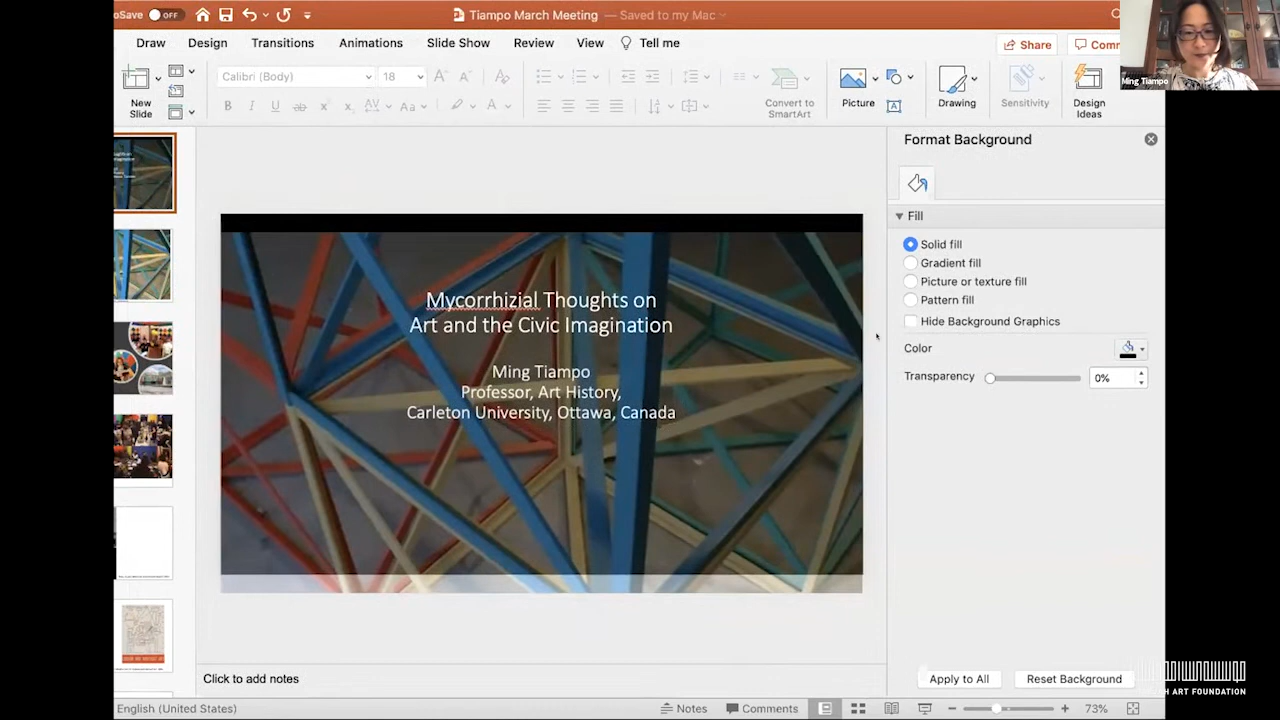 oSave OFF
Tiampo March Meeting — Saved to my Mac
Draw Design Transitions Animations Slide Show Review View Tell me Share Comm
Ming Tiampo
New Slide
Calibri (Body) 18
Convert to SmartArt
Picture
Drawing
Sensitivity
Design Ideas
Format Background
Fill
Solid fill
Gradient fill
Picture or texture fill
Pattern fill
Hide Background Graphics
Color
Transparency 0%
Mycorrhizial Thoughts on
Art and the Civic Imagination
Ming Tiampo
Professor, Art History,
Carleton University, Ottawa, Canada
Click to add notes
Apply to All Reset Background
ART FOUNDATION
English (United States) Notes Comments 73%